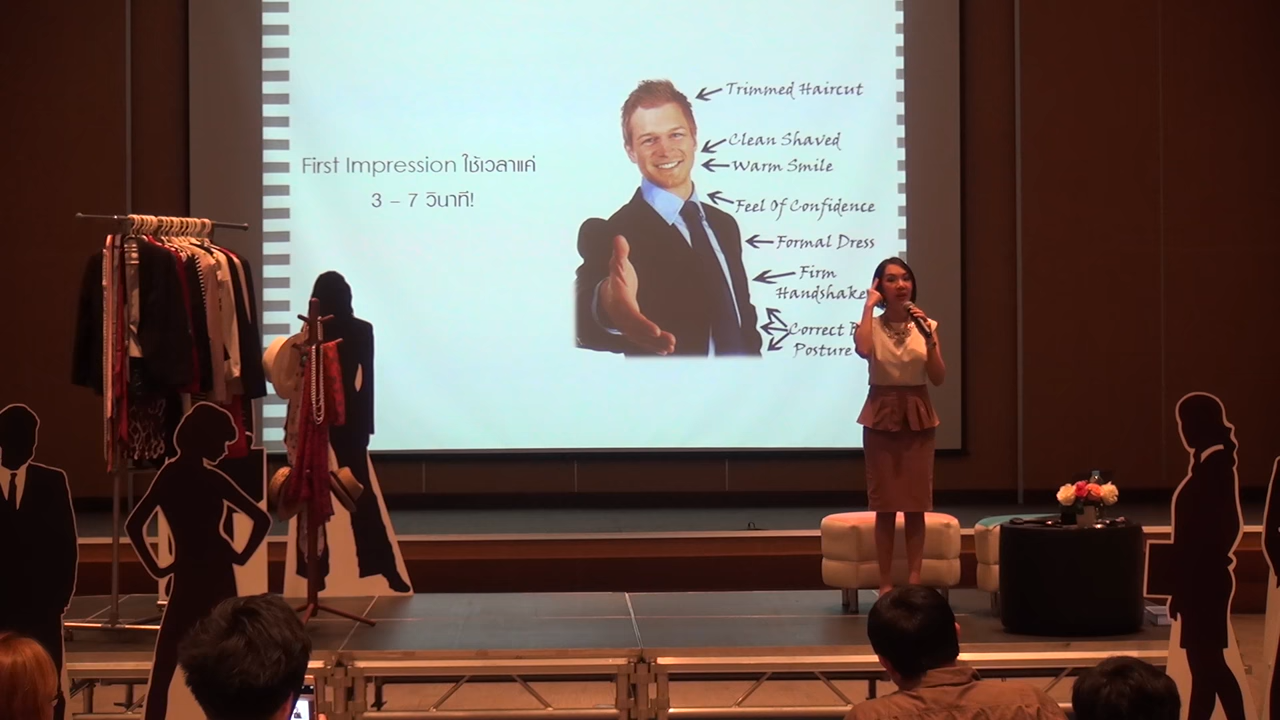 First Impression ใช้เวลาแค่
3 – 7 วินาที!
Trimmed Haircut
Clean Shaved
Warm Smile
Feel Of Confidence
Formal Dress
Firm
Handshake
Correct
Posture